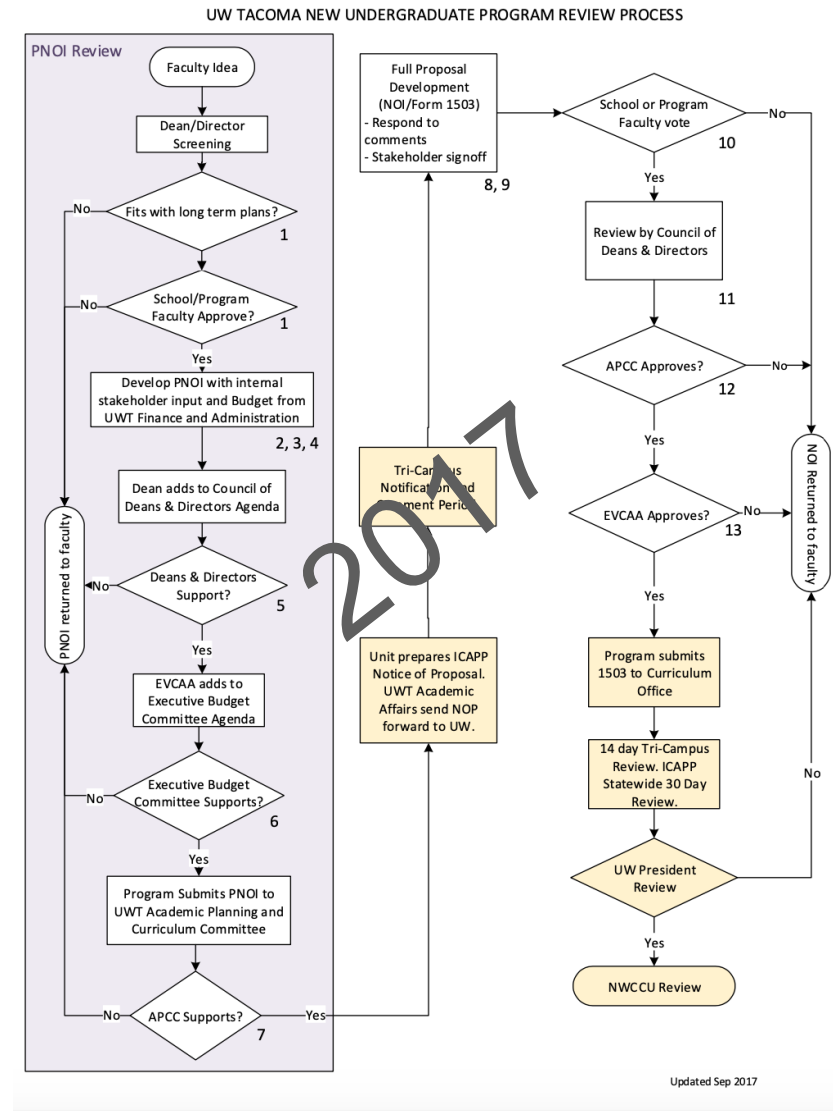 UW TACOMA NEW UNDERGRADUATE PROGRAM REVIEW PROCESS
PNOI Review
Faculty Idea
Dean/Director
Screening
Fits with long term plans?
No
1
School/Program
Faculty Approve?
No
1
Yes
Develop PNOI with internal
stakeholder input and Budget from
UWT Finance and Administration
2, 3, 4
Dean adds to Council of
Deans & Directors Agenda
Deans & Directors
Support?
No
5
PNOI returned to faculty
Yes
EVCAA adds to
Executive Budget
Committee Agenda
Executive Budget
Committee Supports?
No
6
Yes
Program Submits PNOI to
UWT Academic Planning and
Curriculum Committee
APCC Supports?
No
7
Yes
Unit prepares ICAPP
Notice of Proposal.
UWT Academic
Affairs send NOP
forward to UW.
Tri-Campus
Notification and
Comment Period
2017
Full Proposal
Development
(NOI/Form 1503)
- Respond to
comments
- Stakeholder signoff
8, 9
School or Program
Faculty vote
No
10
Yes
Review by Council of
Deans & Directors
11
APCC Approves?
No
12
Yes
EVCAA Approves?
No
13
NOI Returned to faculty
Yes
Program submits
1503 to Curriculum
Office
14 day Tri-Campus
Review. ICAPP
Statewide 30 Day
Review.
UW President
Review
No
Yes
NWCCU Review
Updated Sep 2017